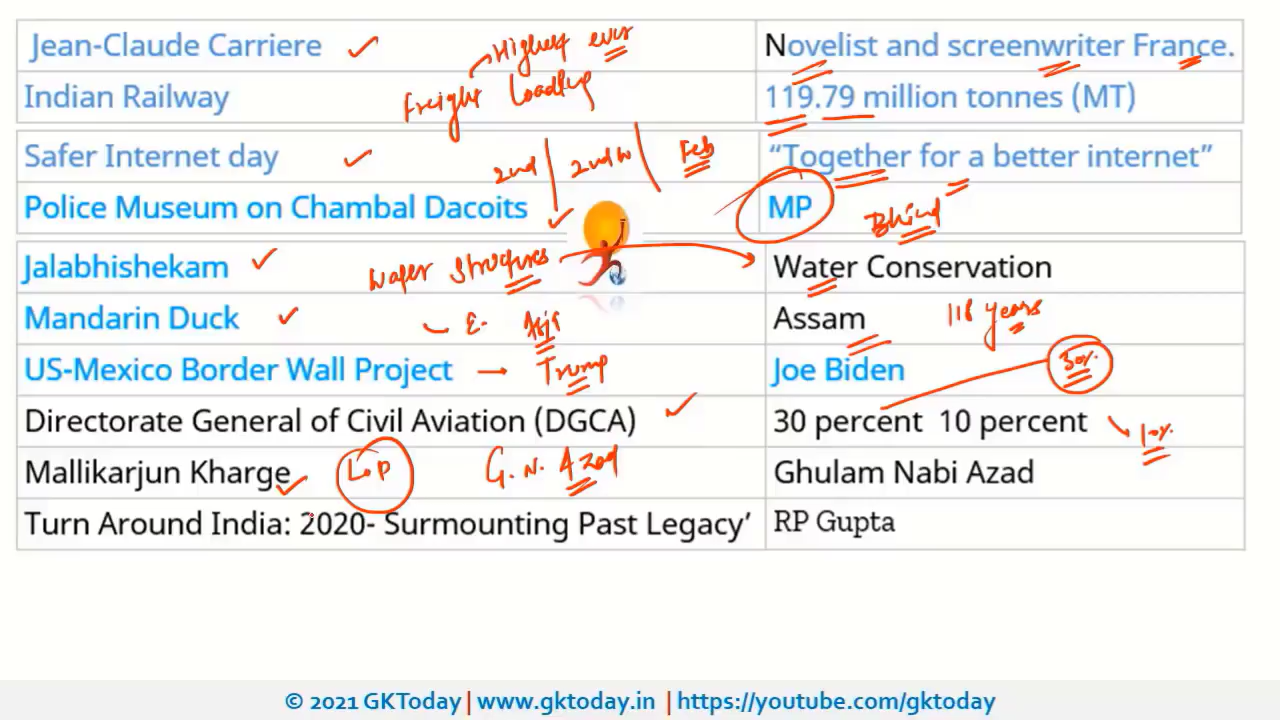 Jean-Claude Carriere Novelist and screenwriter France.
Highest ever
Indian Railway Freight Loading 119.79 million tonnes (MT)
Safer Internet day “Together for a better internet”
2nd 2nd W Feb
Police Museum on Chambal Dacoits MP Bhind
Jalabhishekam Water Structures Water Conservation
Mandarin Duck E. Asia Assam 118 years
US-Mexico Border Wall Project Trump Joe Biden 30%
Directorate General of Civil Aviation (DGCA) 30 percent 10 percent 10%
Mallikarjun Kharge LoP G. N. Azad Ghulam Nabi Azad
Turn Around India: 2020- Surmounting Past Legacy’ RP Gupta
© 2021 GKToday | www.gktoday.in | https://youtube.com/gktoday